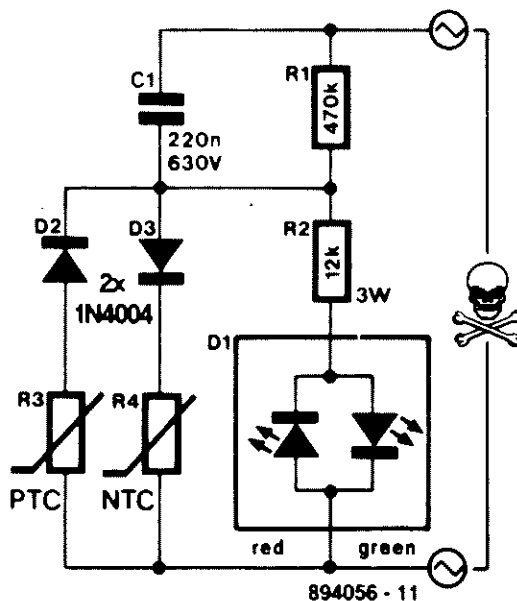 C1
220n
630V
R1
470k
D2
D3
2x
1N4004
R2
12k
3W
D1
R3
PTC
R4
NTC
red
green
894056 - 11